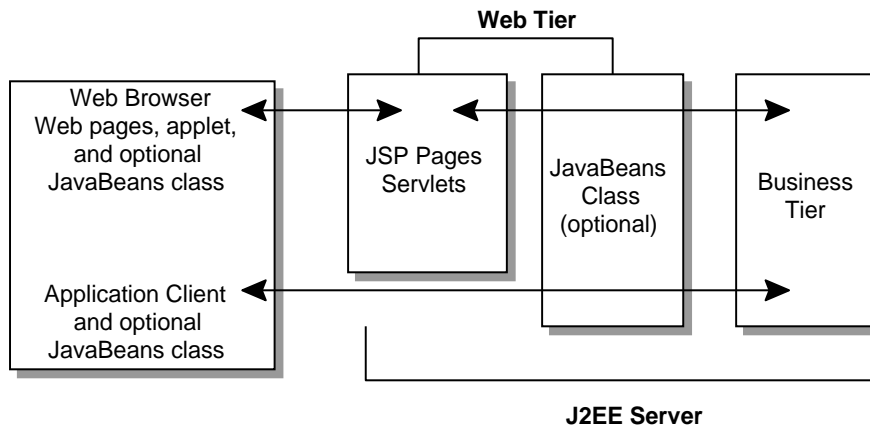 Web Tier
Web Browser
Web pages, applet,
and optional
JavaBeans class
Application Client
and optional
JavaBeans class
JSP Pages
Servlets
JavaBeans
Class
(optional)
Business
Tier
J2EE Server